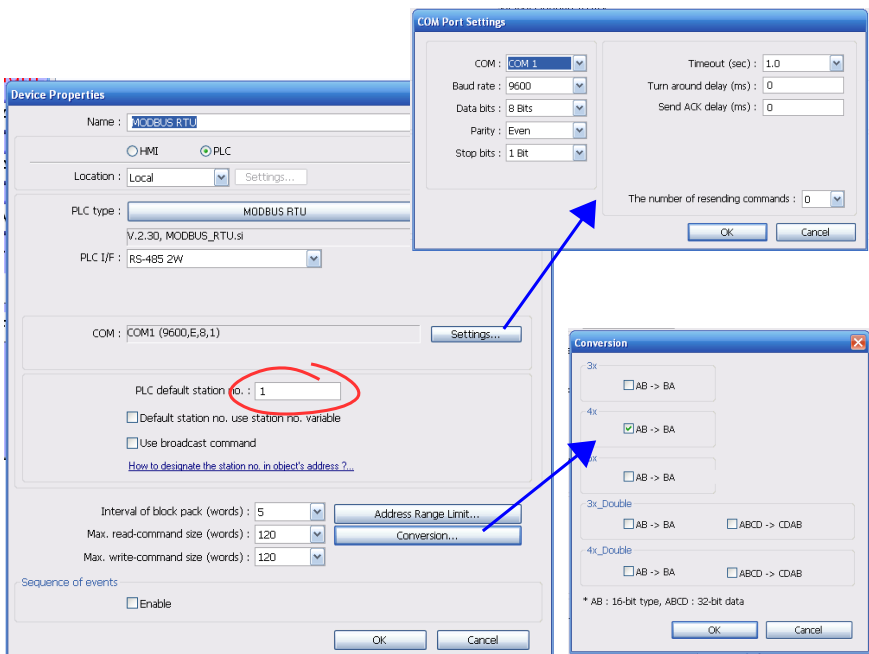 Device Properties
Name : MODBUS RTU
HMI PLC
Location : Local Settings...
PLC type : MODBUS RTU
V.2.30, MODBUS_RTU.si
PLC I/F : RS-485 2W
COM : COM1 (9600,E,8,1) Settings...
PLC default station no. : 1
Default station no. use station no. variable
Use broadcast command
How to designate the station no. in object's address ?...
Interval of block pack (words) : 5 Address Range Limit...
Max. read-command size (words) : 120 Conversion...
Max. write-command size (words) : 120
Sequence of events
Enable
OK Cancel
COM Port Settings
COM : COM 1 Timeout (sec) : 1.0
Baud rate : 9600 Turn around delay (ms) : 0
Data bits : 8 Bits Send ACK delay (ms) : 0
Parity : Even
Stop bits : 1 Bit
The number of resending commands : 0
OK Cancel
Conversion
3x
AB -> BA
4x
AB -> BA
AB -> BA
3x_Double
AB -> BA ABCD -> CDAB
4x_Double
AB -> BA ABCD -> CDAB
* AB : 16-bit type, ABCD : 32-bit data
OK Cancel